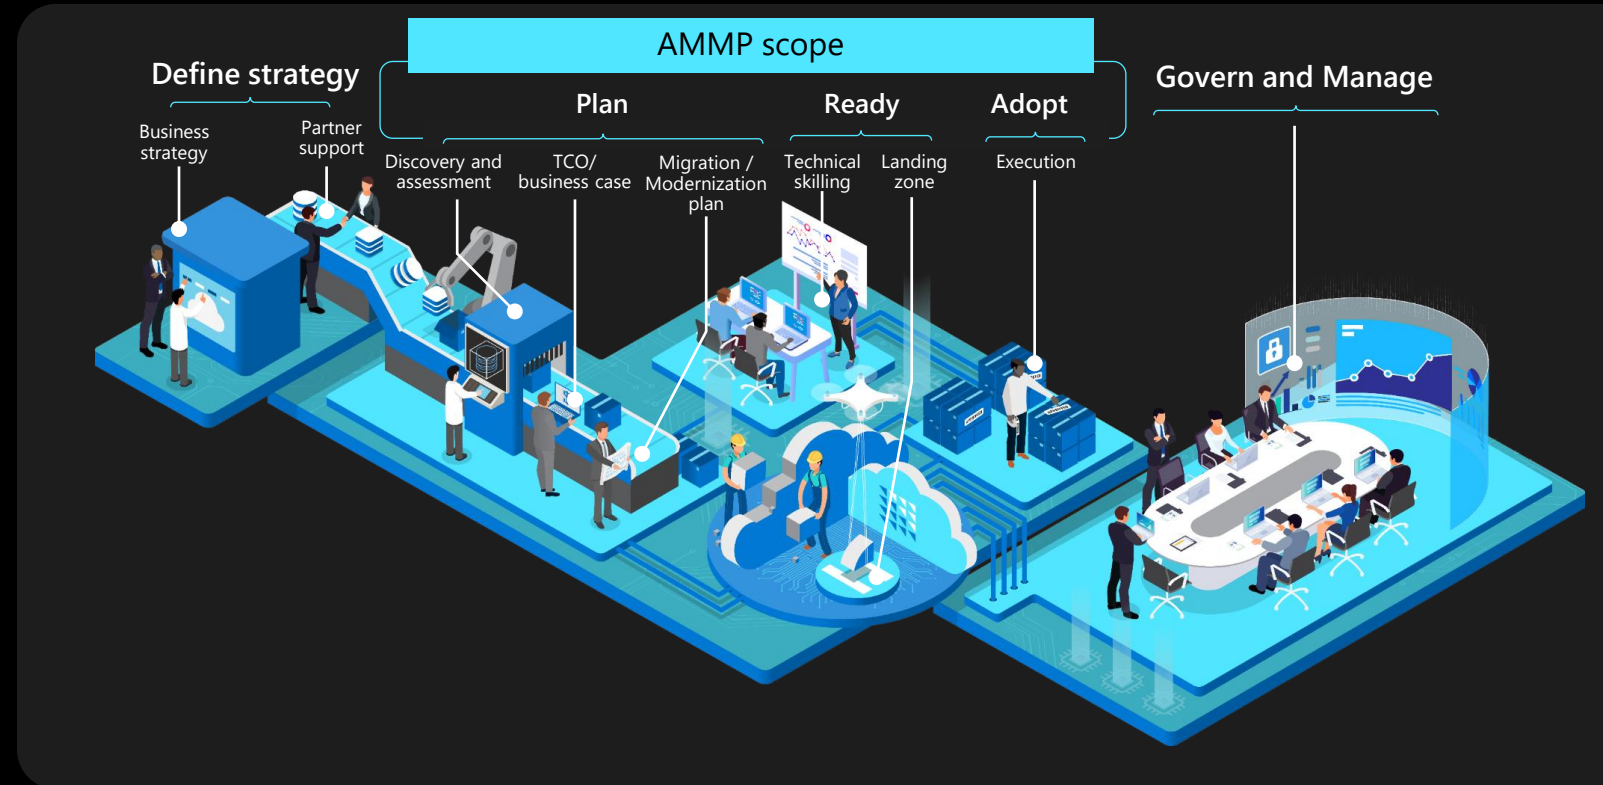 AMMP scope
Define strategy
Plan
Ready
Adopt
Govern and Manage
Business
strategy
Partner
support
Discovery and
assessment
TCO/
business case
Migration /
Modernization
plan
Technical
skilling
Landing
zone
Execution